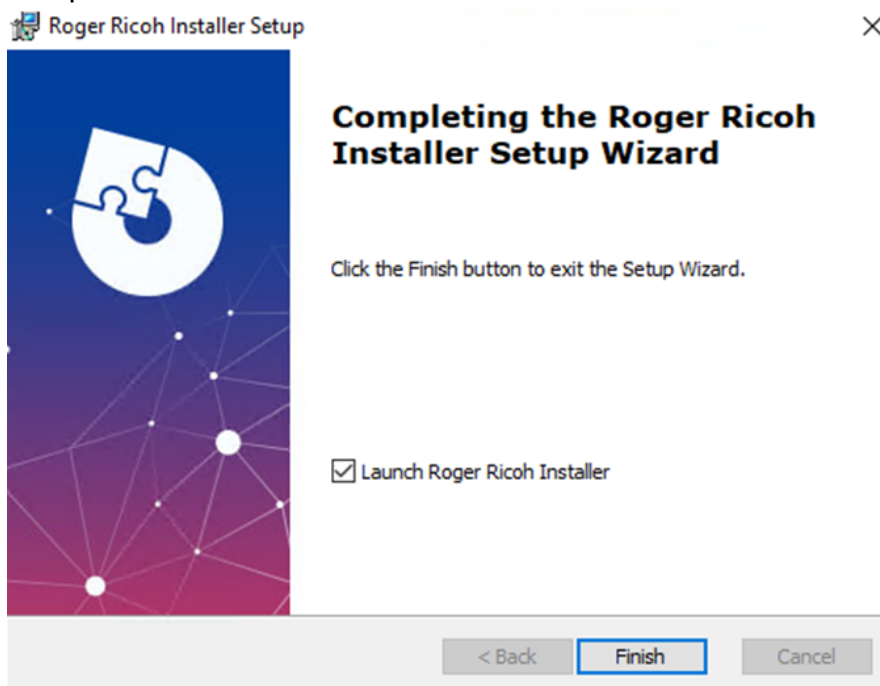 Roger Ricoh Installer Setup
Completing the Roger Ricoh
Installer Setup Wizard
Click the Finish button to exit the Setup Wizard.
Launch Roger Ricoh Installer
< Back Finish Cancel